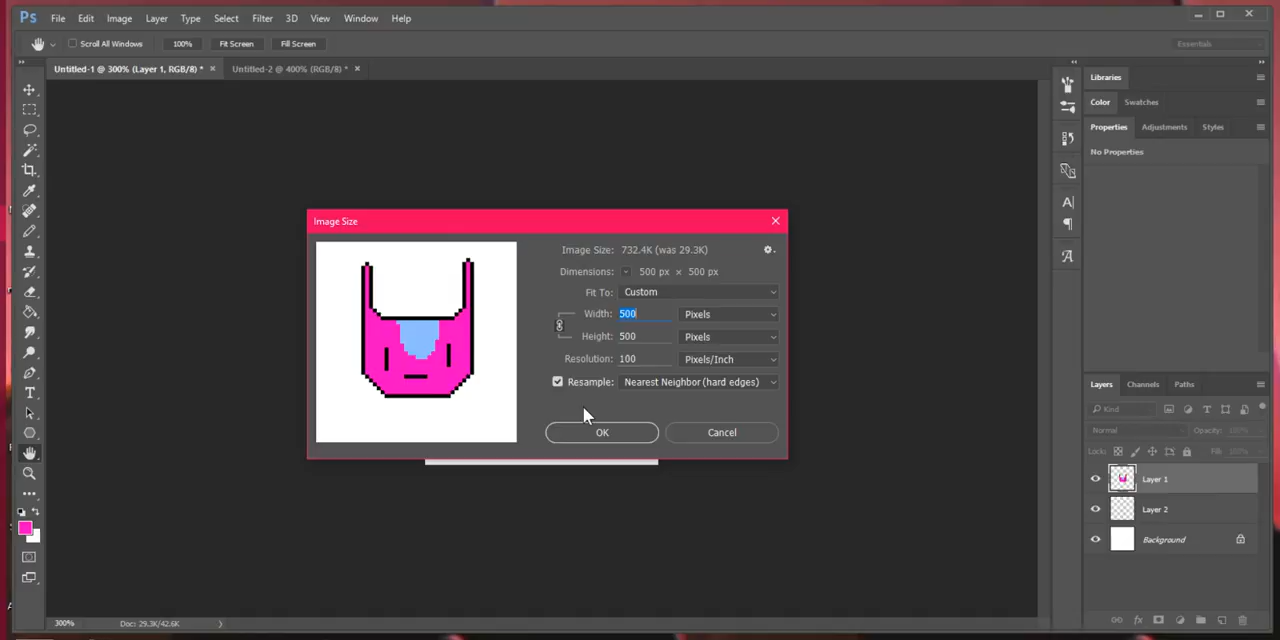 Ps File Edit Image Layer Type Select Filter 3D View Window Help
Scroll All Windows 100% Fit Screen Fill Screen Essentials
Untitled-1 @ 300% (Layer 1, RGB/8) * × Untitled-2 @ 400% (RGB/8) * ×
Libraries
Color Swatches
Properties Adjustments Styles
No Properties
Image Size
Image Size: 732.4K (was 29.3K)
Dimensions: 500 px × 500 px
Fit To: Custom
Width: 500 Pixels
Height: 500 Pixels
Resolution: 100 Pixels/Inch
Resample: Nearest Neighbor (hard edges)
OK Cancel
Layers Channels Paths
Kind
Normal Opacity: 100%
Lock: Fill: 100%
Layer 1
Layer 2
Background
300% Doc: 29.3K/42.6K